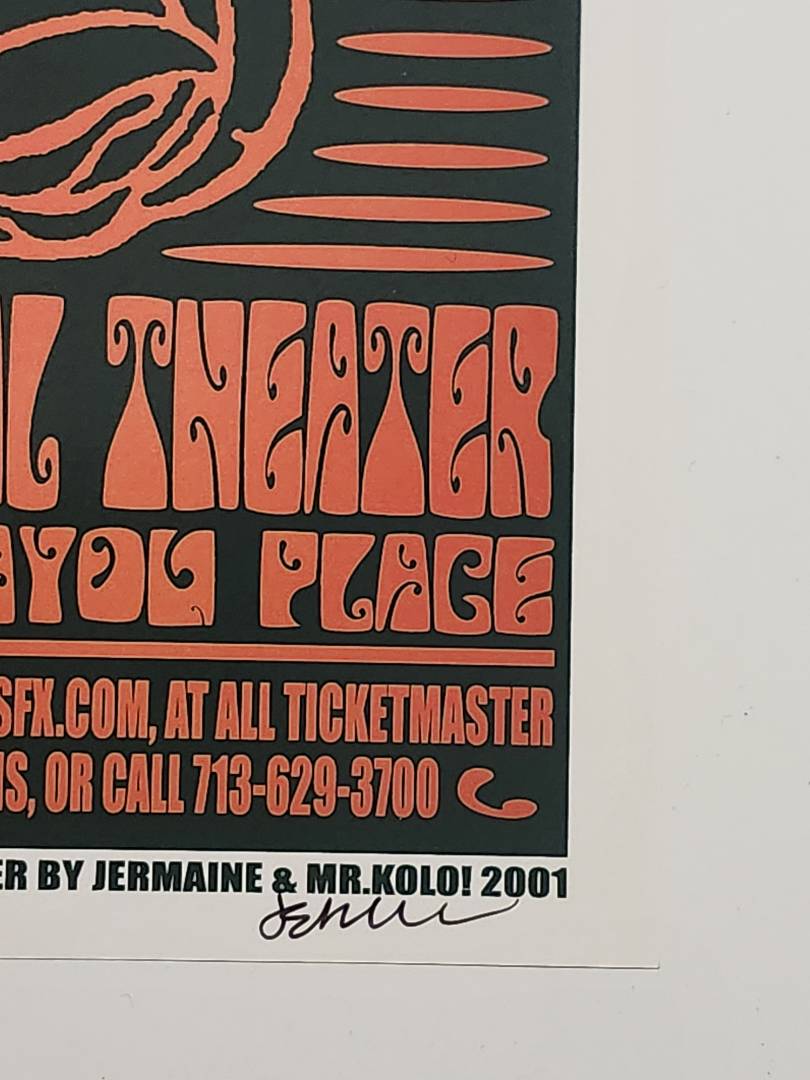 L THEATER
AYOU PLACE
SFX.COM, AT ALL TICKETMASTER
NS, OR CALL 713-629-3700
ER BY JERMAINE & MR.KOLO! 2001